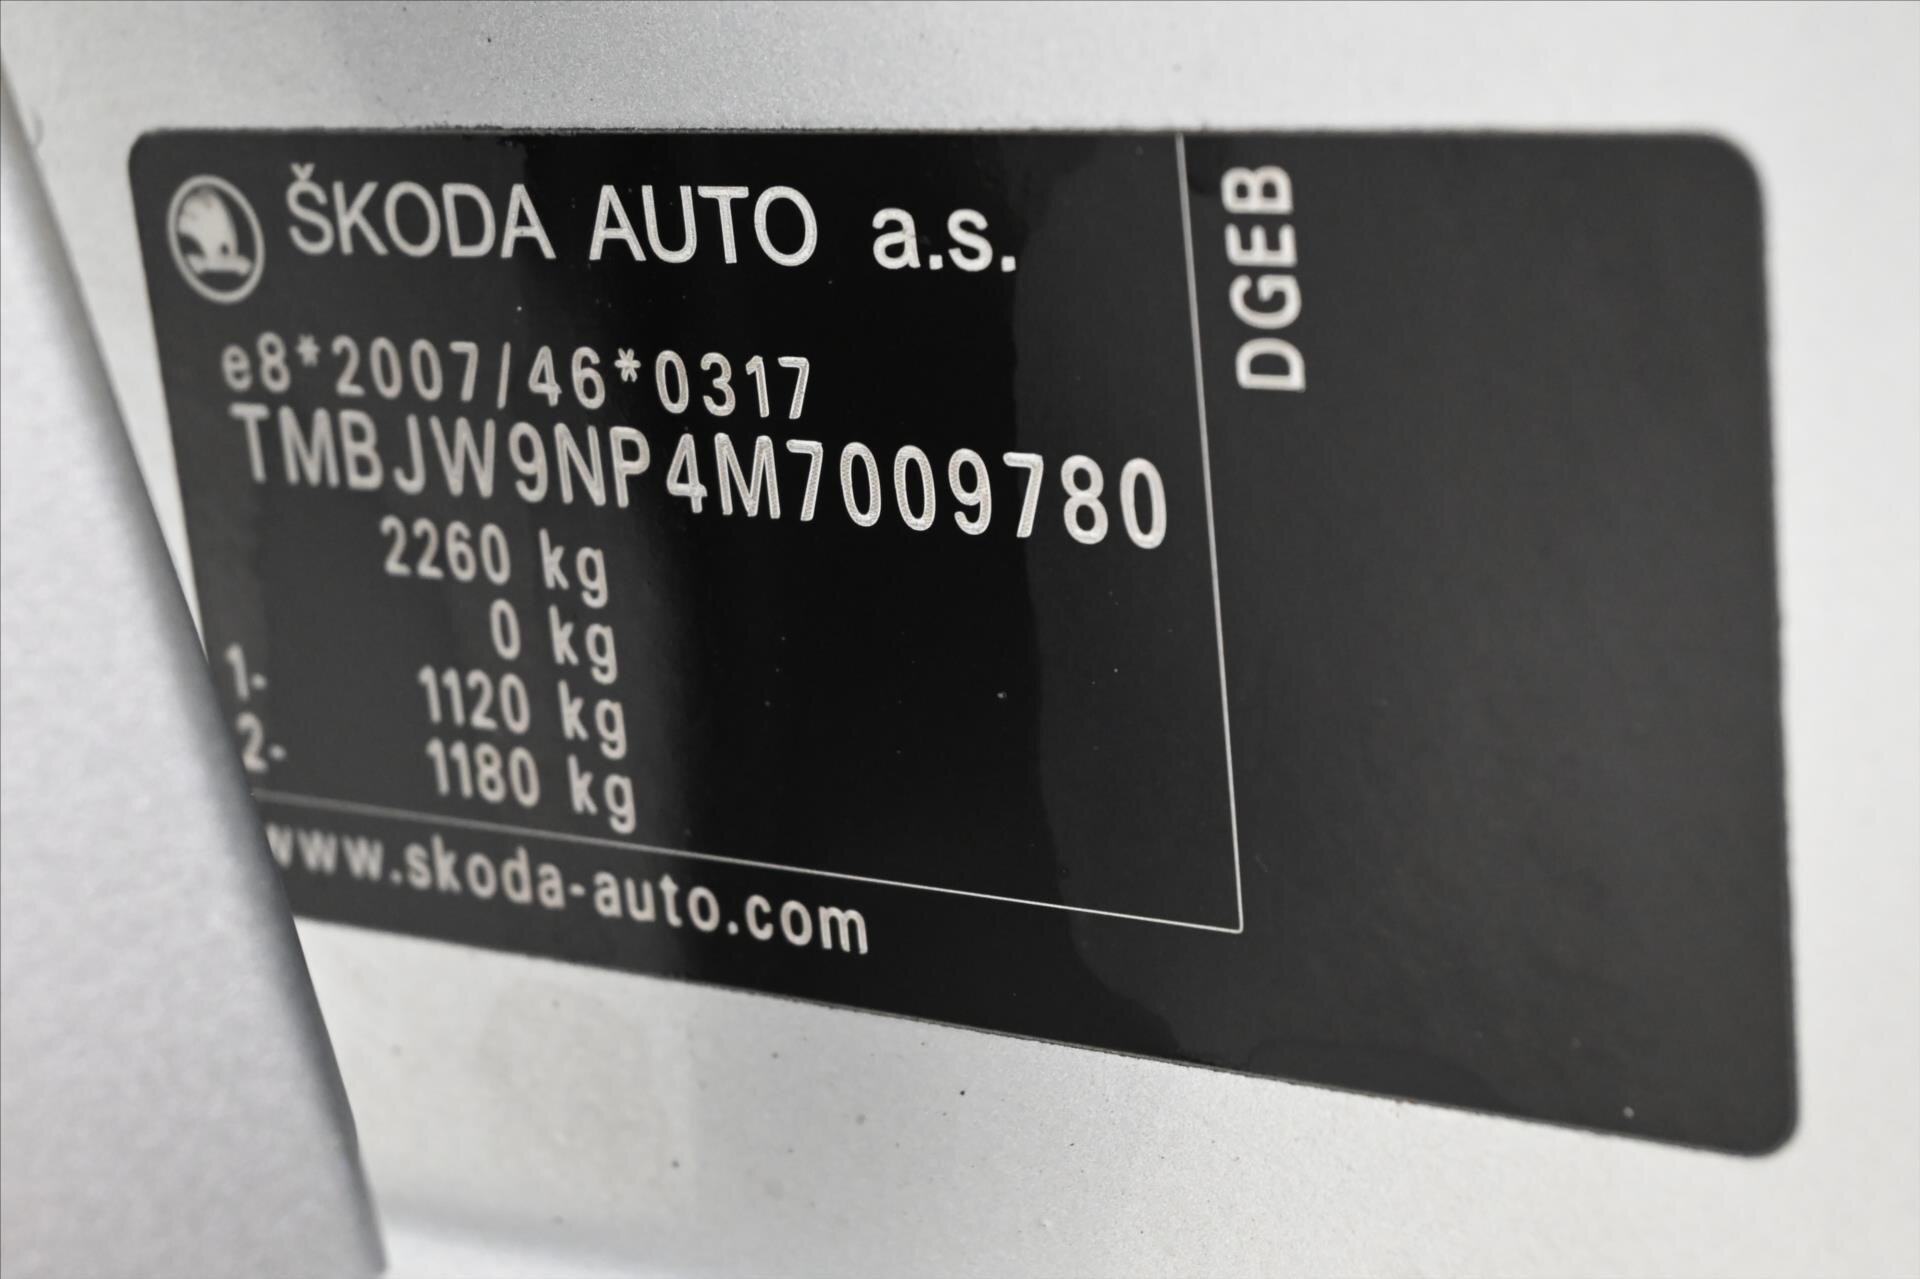 ŠKODA AUTO a.s.
e8*2007/46*0317
TMBJW9NP4M7009780
2260 kg
0 kg
1- 1120 kg
2- 1180 kg
www.skoda-auto.com
DGEB